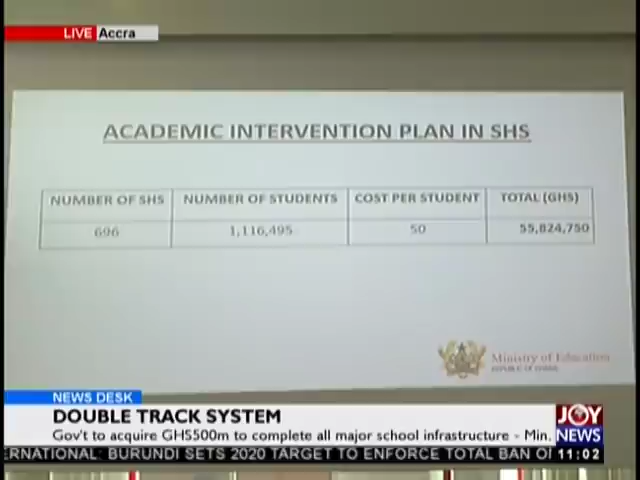 LIVE Accra
ACADEMIC INTERVENTION PLAN IN SHS
NUMBER OF SHS NUMBER OF STUDENTS COST PER STUDENT TOTAL (GHS)
696 1,116,495 50 55,824,750
Ministry of Education
REPUBLIC OF GHANA
NEWS DESK
DOUBLE TRACK SYSTEM
Gov't to acquire GHS500m to complete all major school infrastructure - Min.
JOY
NEWS
ERNATIONAL: BURUNDI SETS 2020 TARGET TO ENFORCE TOTAL BAN OF 11:02